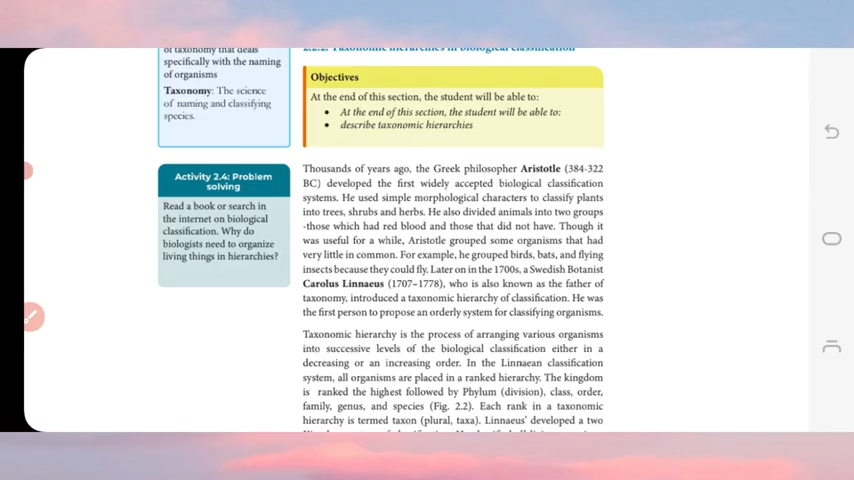 of taxonomy that deals
specifically with the naming
of organisms
Taxonomy: The science
of naming and classifying
species.
Activity 2.4: Problem
solving
Read a book or search in
the internet on biological
classification. Why do
biologists need to organize
living things in hierarchies?
2.2.2. Taxonomic hierarchies in biological classification
Objectives
At the end of this section, the student will be able to:
• At the end of this section, the student will be able to:
• describe taxonomic hierarchies
Thousands of years ago, the Greek philosopher Aristotle (384-322
BC) developed the first widely accepted biological classification
systems. He used simple morphological characters to classify plants
into trees, shrubs and herbs. He also divided animals into two groups
-those which had red blood and those that did not have. Though it
was useful for a while, Aristotle grouped some organisms that had
very little in common. For example, he grouped birds, bats, and flying
insects because they could fly. Later on in the 1700s, a Swedish Botanist
Carolus Linnaeus (1707–1778), who is also known as the father of
taxonomy, introduced a taxonomic hierarchy of classification. He was
the first person to propose an orderly system for classifying organisms.
Taxonomic hierarchy is the process of arranging various organisms
into successive levels of the biological classification either in a
decreasing or an increasing order. In the Linnaean classification
system, all organisms are placed in a ranked hierarchy. The kingdom
is ranked the highest followed by Phylum (division), class, order,
family, genus, and species (Fig. 2.2). Each rank in a taxonomic
hierarchy is termed taxon (plural, taxa). Linnaeus' developed a two